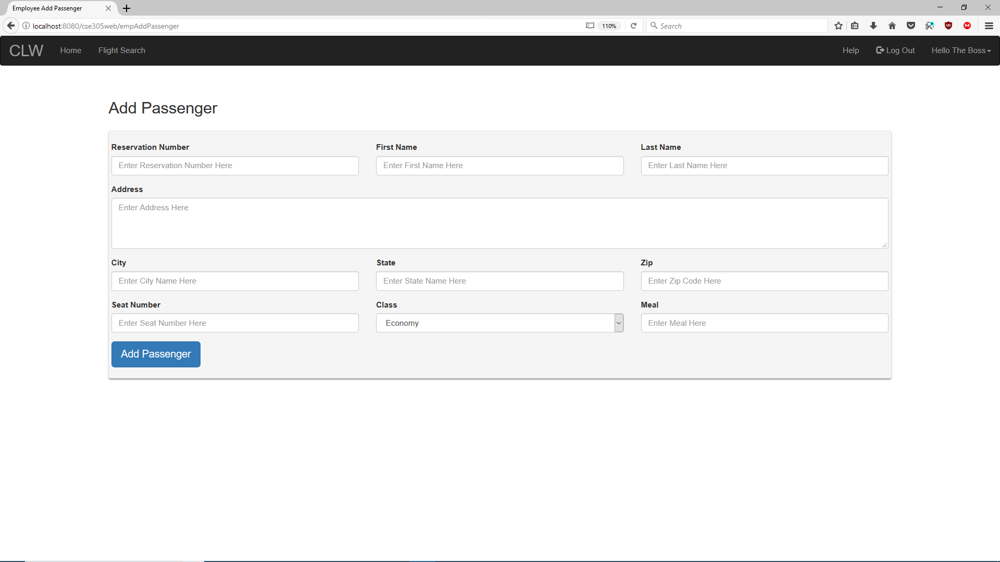 Employee Add Passenger
localhost:8080/cse305web/empAddPassenger
110%
Search
CLW
Home
Flight Search
Help
Log Out
Hello The Boss
Add Passenger
Reservation Number
First Name
Last Name
Enter Reservation Number Here
Enter First Name Here
Enter Last Name Here
Address
Enter Address Here
City
State
Zip
Enter City Name Here
Enter State Name Here
Enter Zip Code Here
Seat Number
Class
Meal
Enter Seat Number Here
Economy
Enter Meal Here
Add Passenger